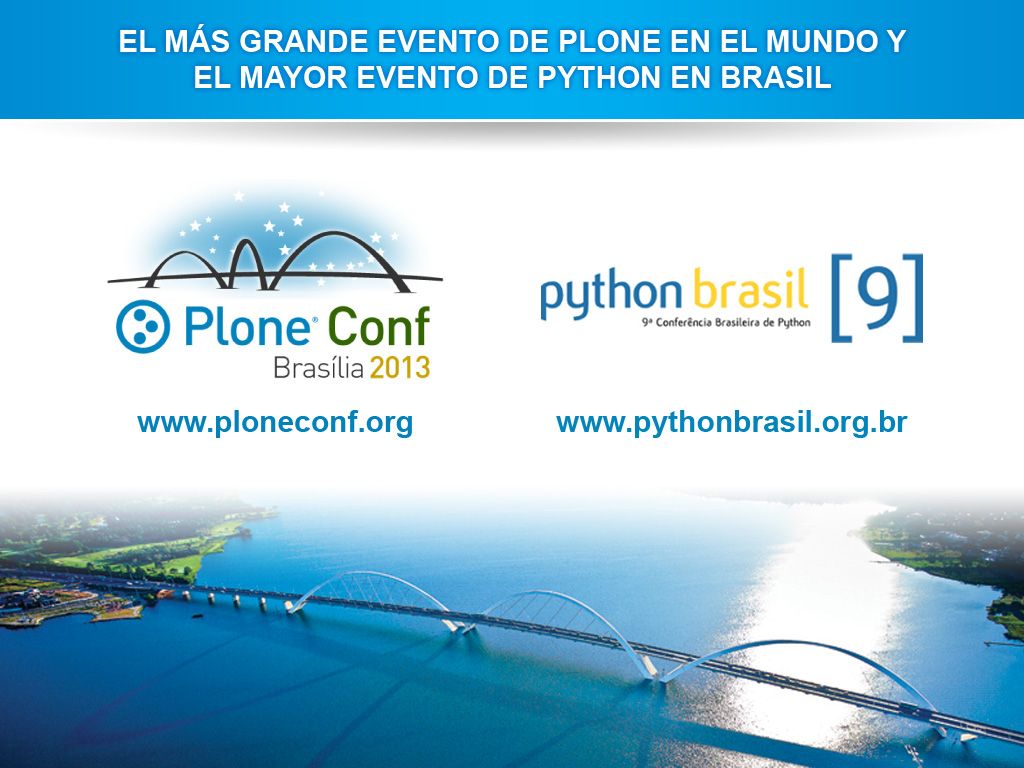 EL MÁS GRANDE EVENTO DE PLONE EN EL MUNDO Y
EL MAYOR EVENTO DE PYTHON EN BRASIL
Plone® Conf
Brasília 2013
www.ploneconf.org
python brasil [9]
9ª Conferência Brasileira de Python
www.pythonbrasil.org.br